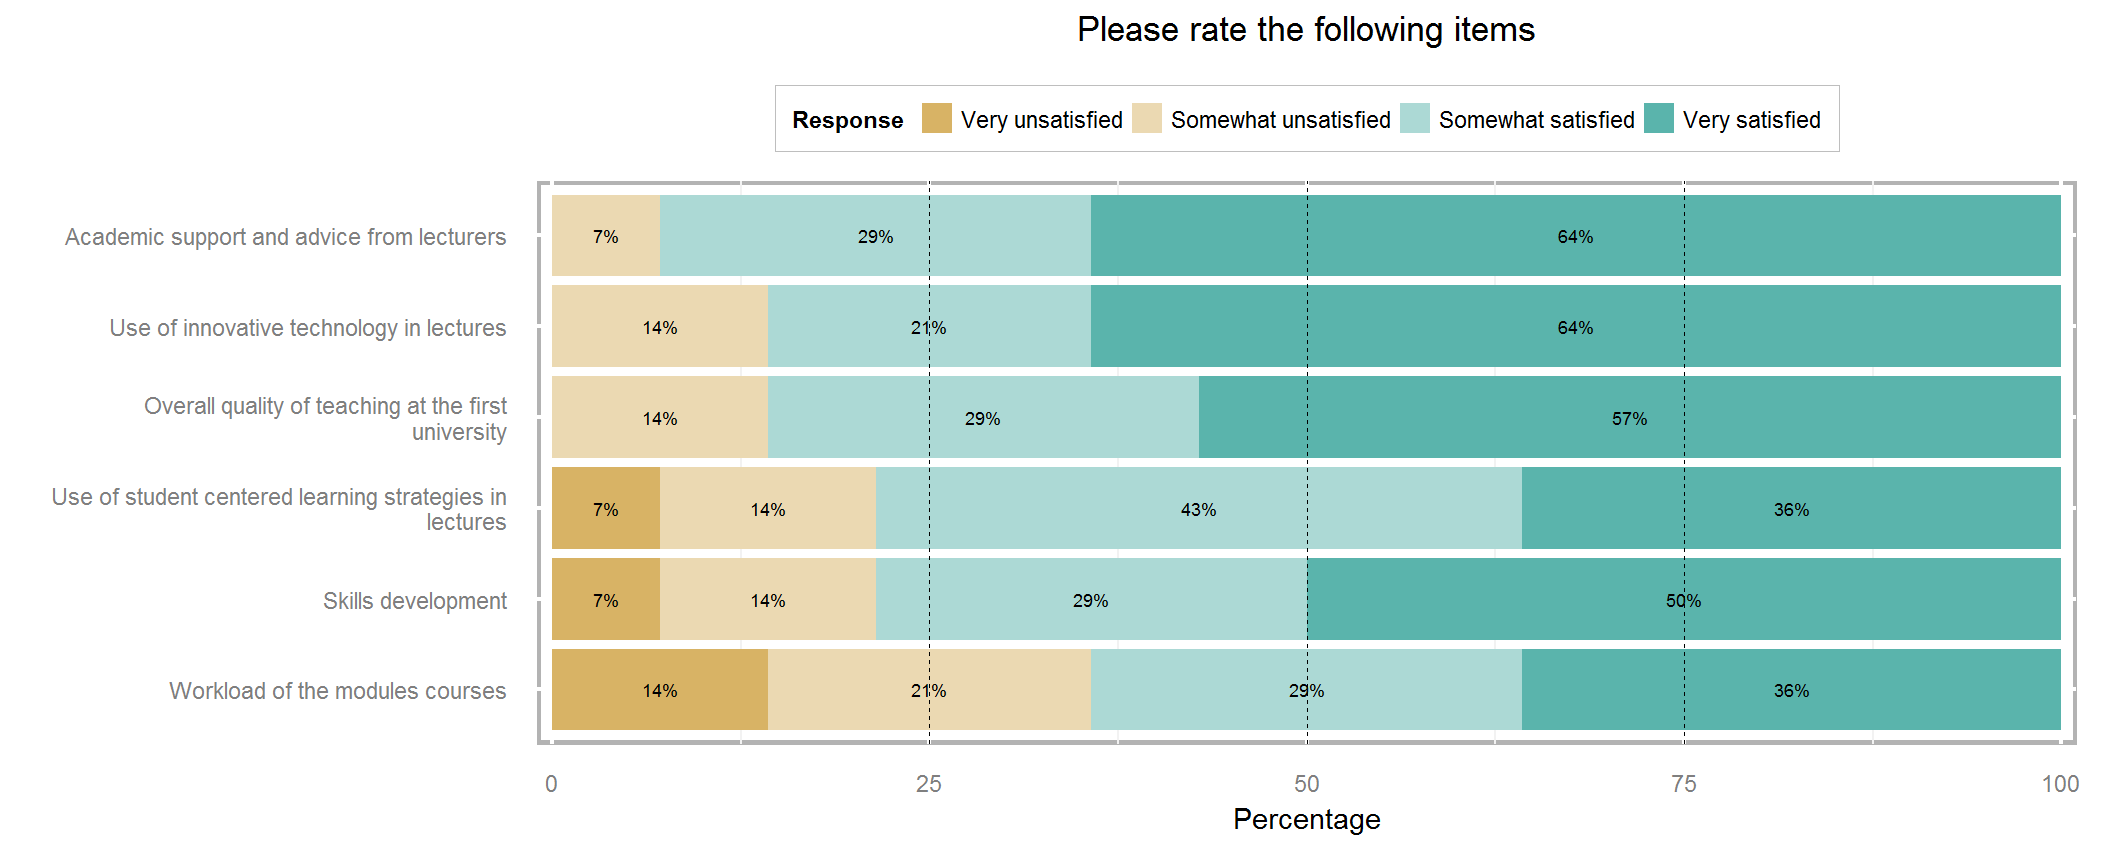 Please rate the following items
Response Very unsatisfied Somewhat unsatisfied Somewhat satisfied Very satisfied
Academic support and advice from lecturers 7% 29% 64%
Use of innovative technology in lectures 14% 21% 64%
Overall quality of teaching at the first
university
14% 29% 57%
Use of student centered learning strategies in
lectures
7% 14% 43% 36%
Skills development 7% 14% 29% 50%
Workload of the modules courses 14% 21% 29% 36%
0 25 50 75 100
Percentage